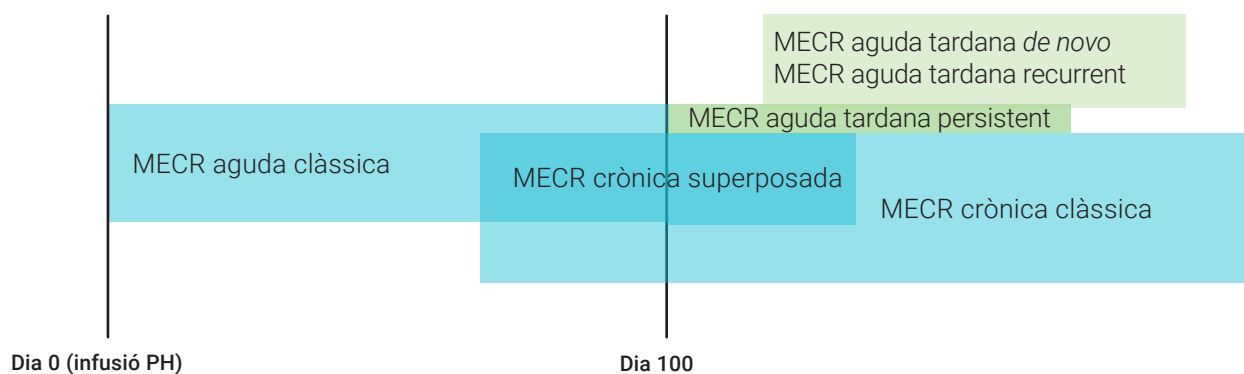 MECR aguda tardana de novo
MECR aguda tardana recurrent
MECR aguda tardana persistent
MECR aguda clàssica
MECR crònica superposada
MECR crònica clàssica
Dia 0 (infusió PH)
Dia 100